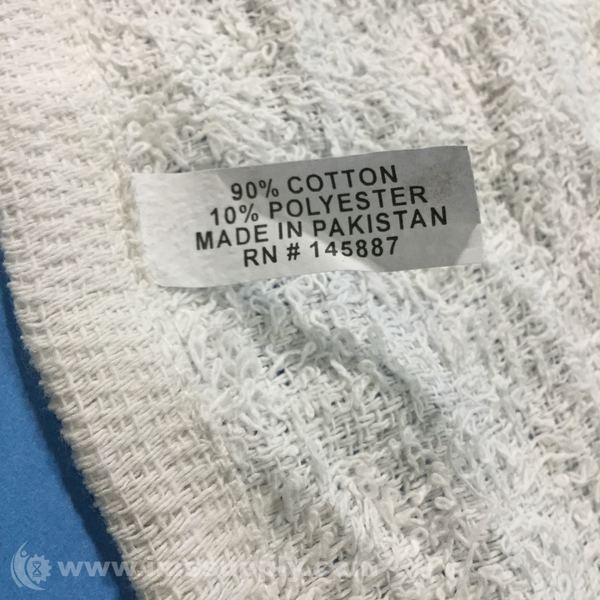 90% COTTON
10% POLYESTER
MADE IN PAKISTAN
RN # 145887